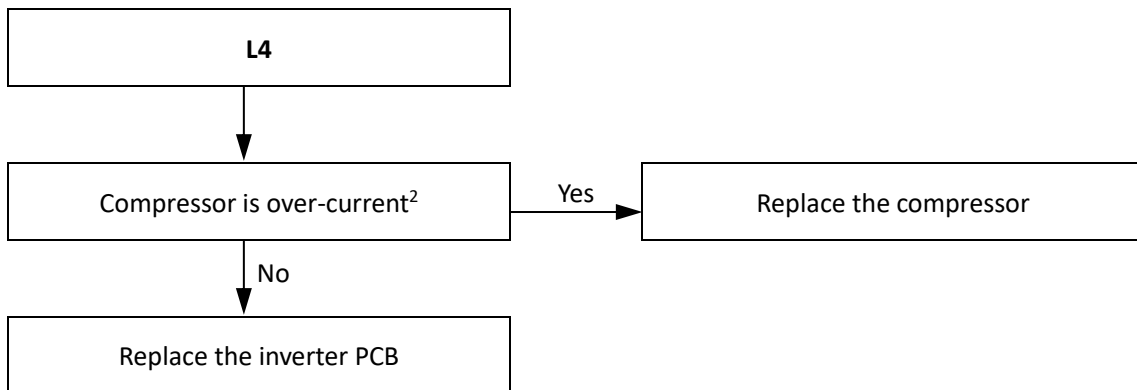 L4
Compressor is over-current²
Yes
Replace the compressor
No
Replace the inverter PCB